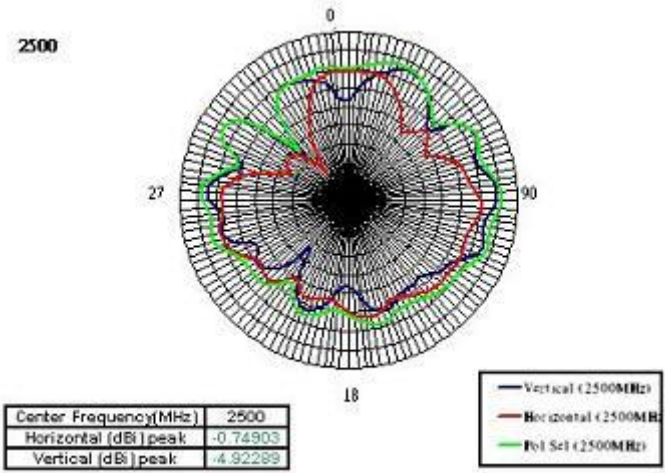 0
2500
27
90
18
Vertical (2500MHz)
Horizontal (2500MHz
Pol Sel (2500MHz)
Center Frequency(MHz) 2500
Horizontal (dBi) peak -0.74903
Vertical (dBi) peak -4.92289